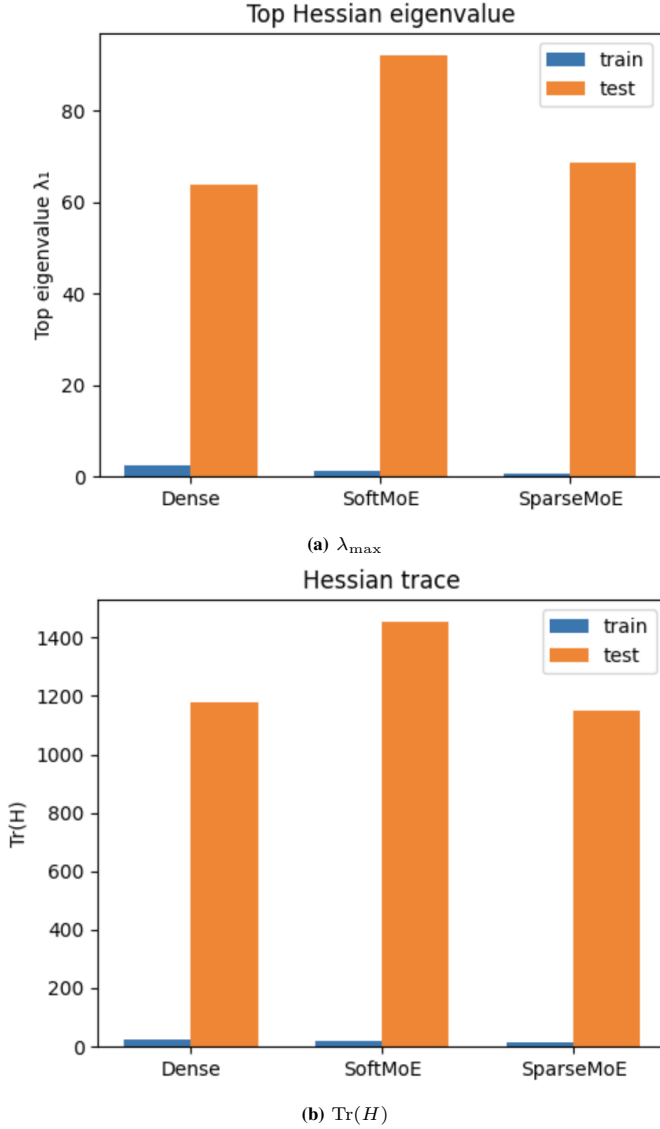 Top Hessian eigenvalue
train
test
Top eigenvalue λ₁
80
60
40
20
0
Dense SoftMoE SparseMoE
(a) λmax
Hessian trace
train
test
Tr(H)
1400
1200
1000
800
600
400
200
0
Dense SoftMoE SparseMoE
(b) Tr(H)